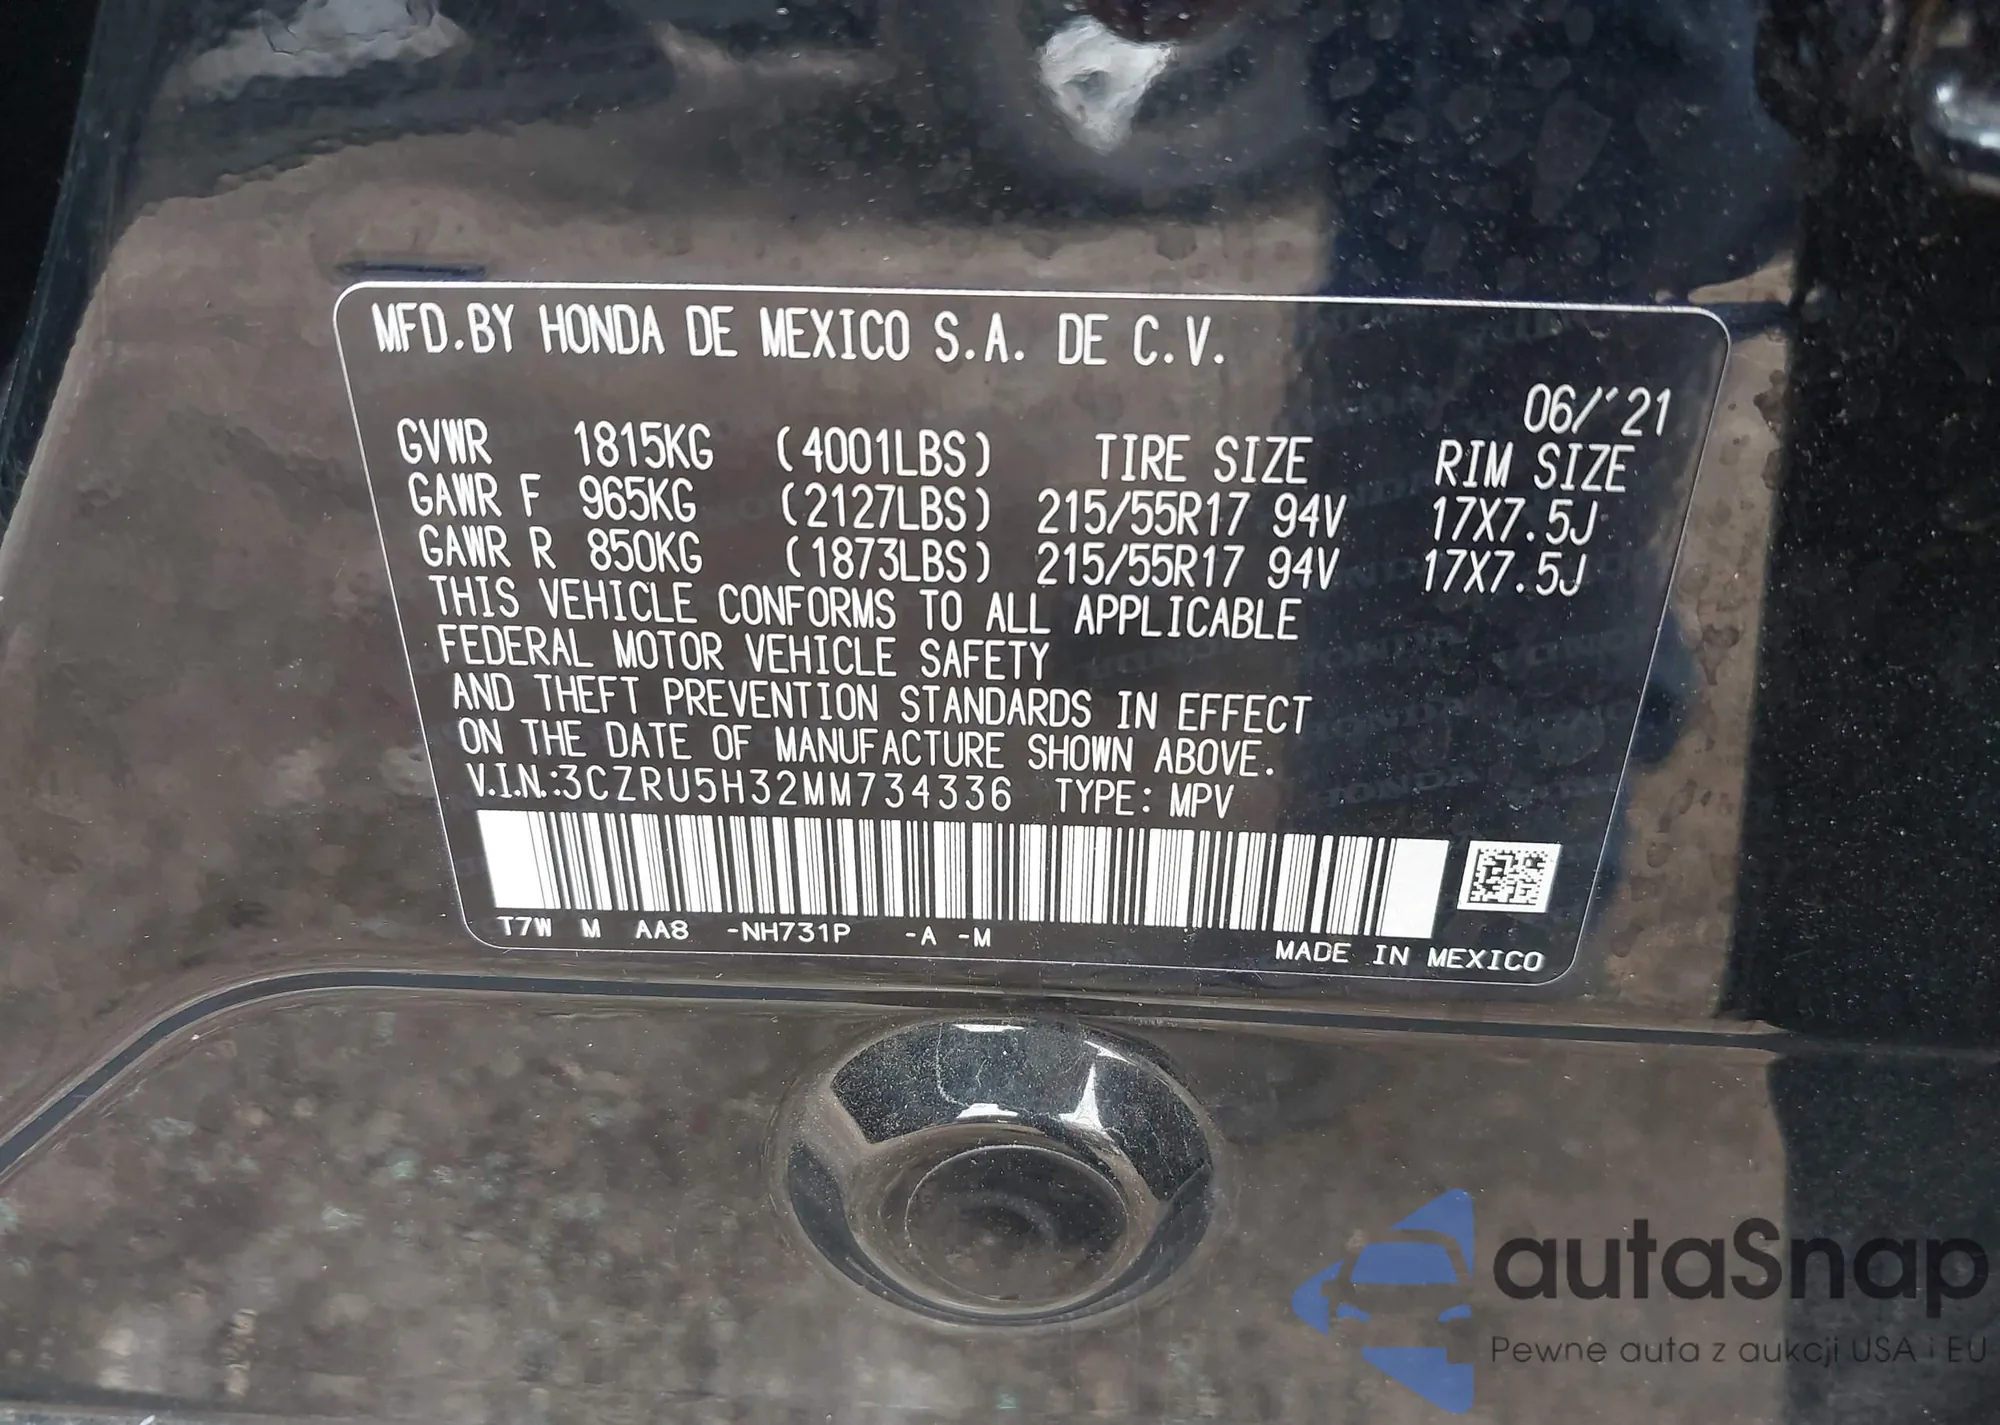 MFD.BY HONDA DE MEXICO S.A. DE C.V.
06/'21
GVWR 1815KG (4001LBS) TIRE SIZE RIM SIZE
GAWR F 965KG (2127LBS) 215/55R17 94V 17X7.5J
GAWR R 850KG (1873LBS) 215/55R17 94V 17X7.5J
THIS VEHICLE CONFORMS TO ALL APPLICABLE
FEDERAL MOTOR VEHICLE SAFETY
AND THEFT PREVENTION STANDARDS IN EFFECT
ON THE DATE OF MANUFACTURE SHOWN ABOVE.
V.I.N.:3CZRU5H32MM734336 TYPE: MPV
T7W M AA8 -NH731P -A -M
MADE IN MEXICO
autaSnap
Pewne auta z aukcji USA i EU